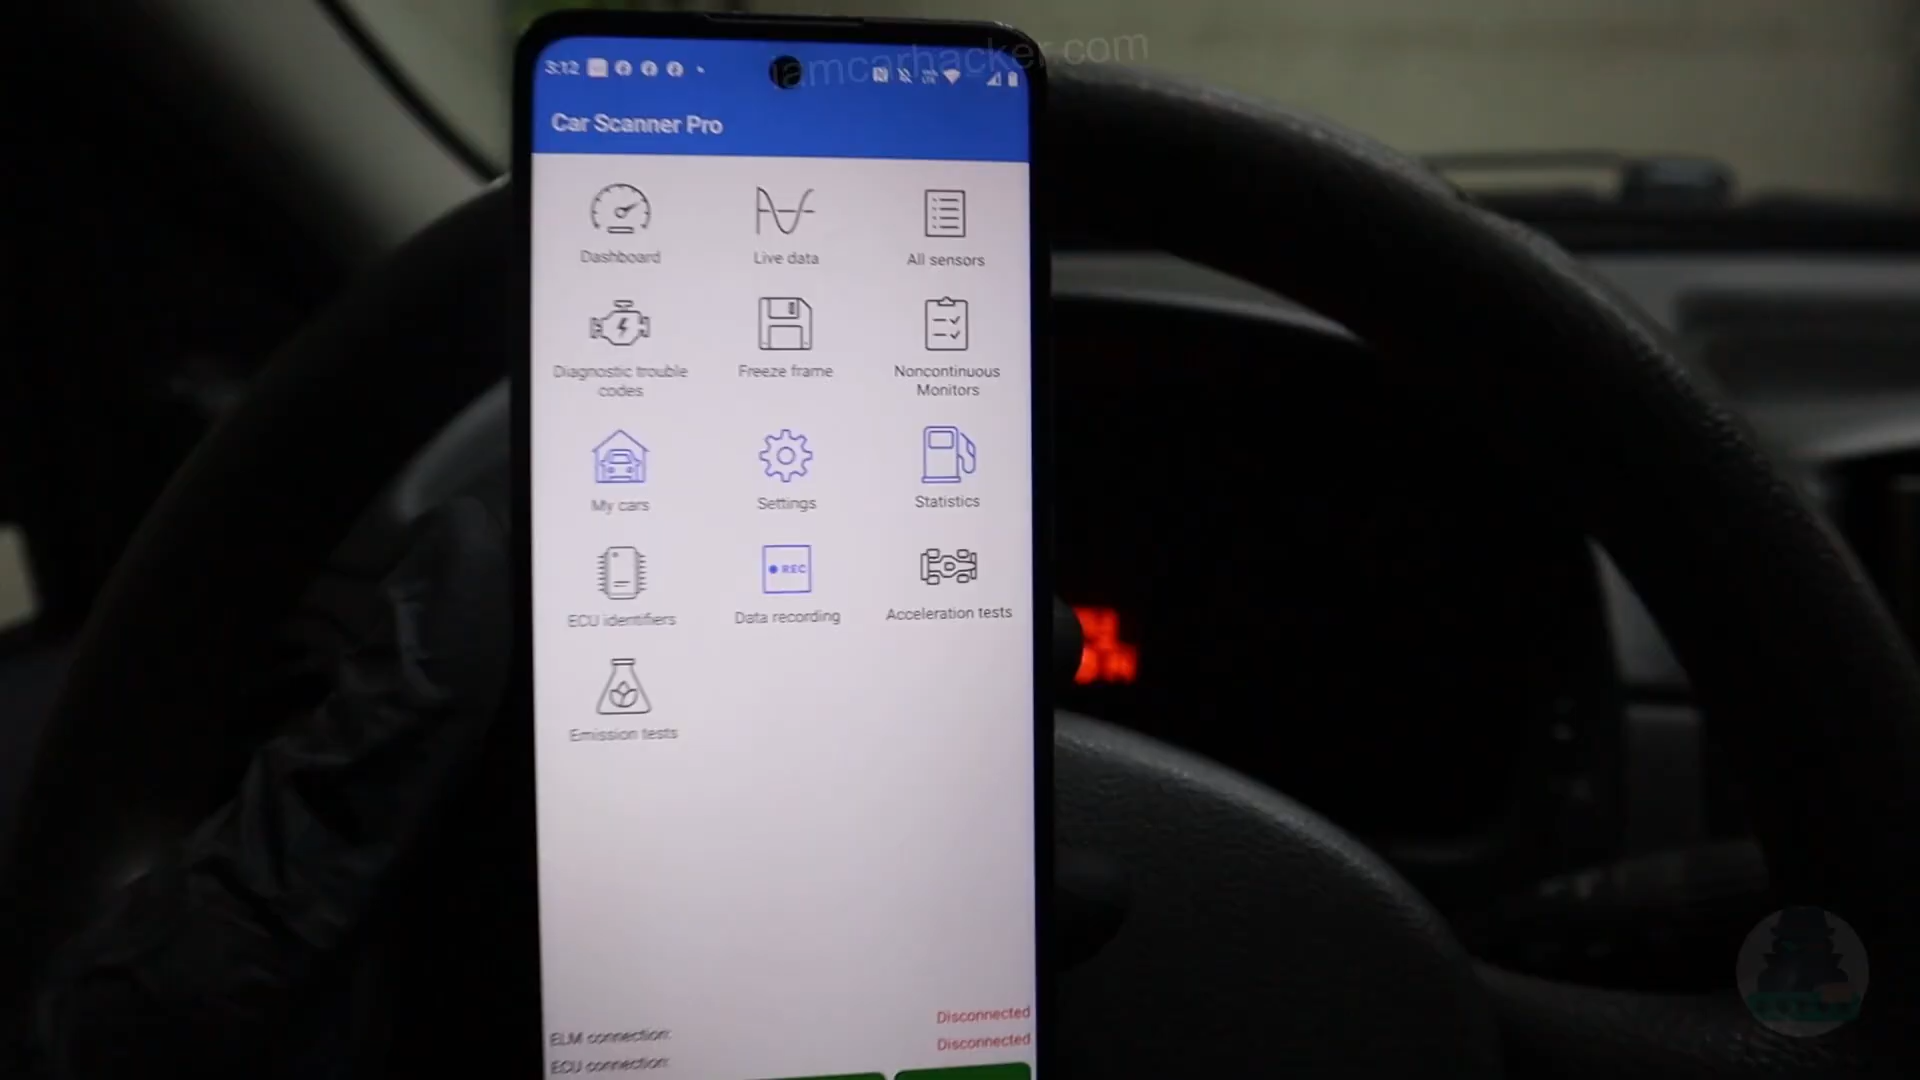 iamcarhacker.com
3:12
Car Scanner Pro
Dashboard
Live data
All sensors
Diagnostic trouble
codes
Freeze frame
Noncontinuous
Monitors
My cars
Settings
Statistics
REC
ECU identifiers
Data recording
Acceleration tests
Emission tests
ELM connection:
Disconnected
ECU connection:
Disconnected